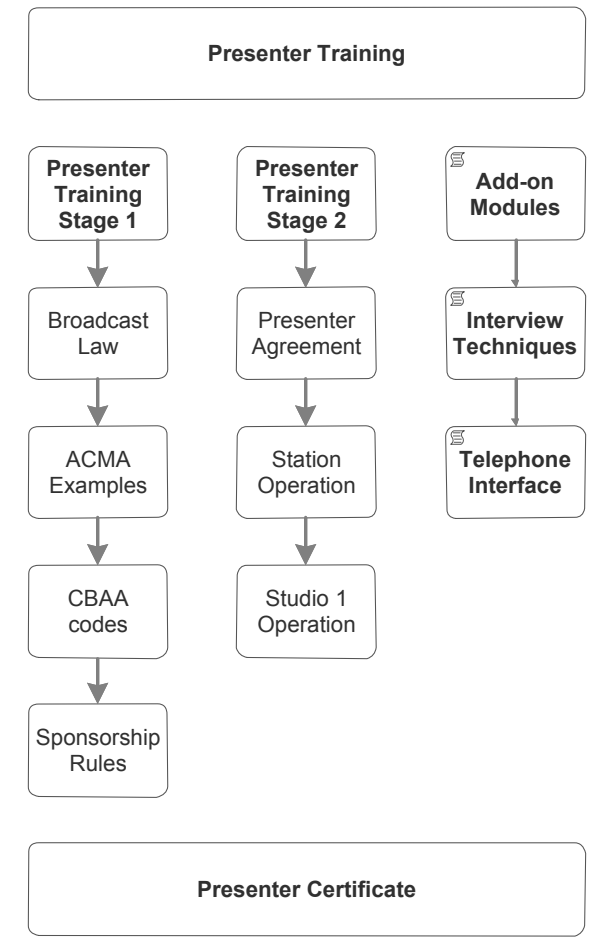 Presenter Training
Presenter
Training
Stage 1
Broadcast
Law
ACMA
Examples
CBAA
codes
Sponsorship
Rules
Presenter
Training
Stage 2
Presenter
Agreement
Station
Operation
Studio 1
Operation
Add-on
Modules
Interview
Techniques
Telephone
Interface
Presenter Certificate